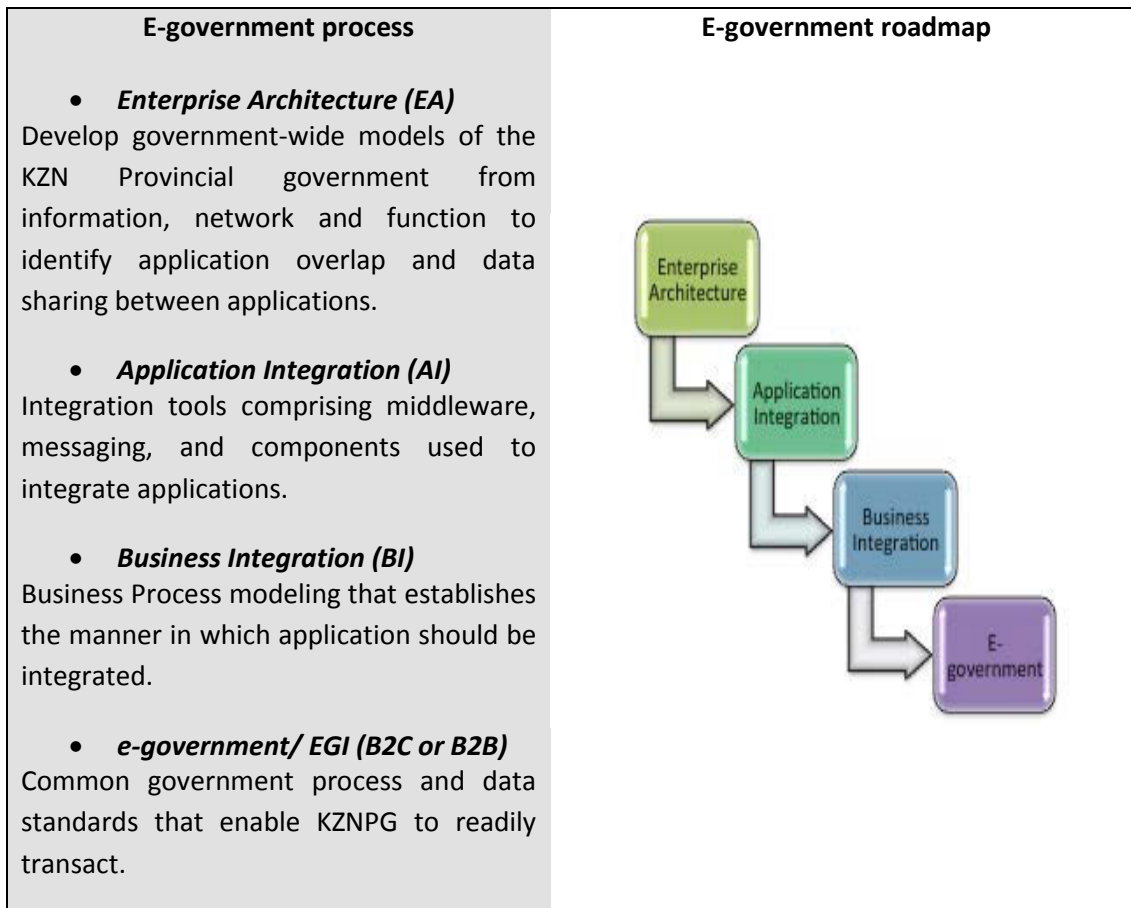 E-government process
• Enterprise Architecture (EA)
Develop government-wide models of the
KZN Provincial government from
information, network and function to
identify application overlap and data
sharing between applications.
• Application Integration (AI)
Integration tools comprising middleware,
messaging, and components used to
integrate applications.
• Business Integration (BI)
Business Process modeling that establishes
the manner in which application should be
integrated.
• e-government/ EGI (B2C or B2B)
Common government process and data
standards that enable KZNPG to readily
transact.
E-government roadmap
Enterprise
Architecture
Application
Integration
Business
Integration
E-
government